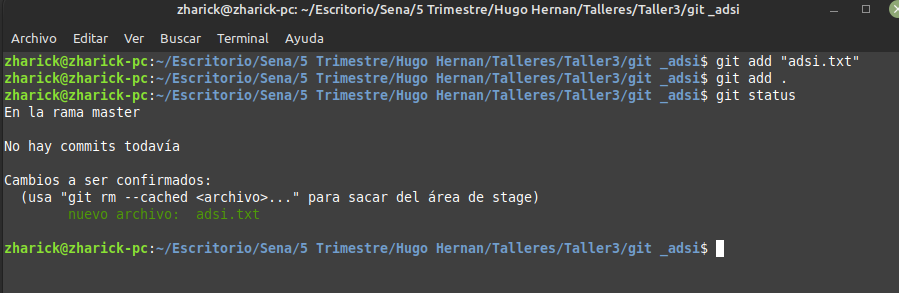 zharick@zharick-pc: ~/Escritorio/Sena/5 Trimestre/Hugo Hernan/Talleres/Taller3/git _adsi
Archivo Editar Ver Buscar Terminal Ayuda
zharick@zharick-pc:~/Escritorio/Sena/5 Trimestre/Hugo Hernan/Talleres/Taller3/git _adsi$ git add "adsi.txt"
zharick@zharick-pc:~/Escritorio/Sena/5 Trimestre/Hugo Hernan/Talleres/Taller3/git _adsi$ git add .
zharick@zharick-pc:~/Escritorio/Sena/5 Trimestre/Hugo Hernan/Talleres/Taller3/git _adsi$ git status
En la rama master
No hay commits todavía
Cambios a ser confirmados:
(usa "git rm --cached <archivo>..." para sacar del área de stage)
nuevo archivo: adsi.txt
zharick@zharick-pc:~/Escritorio/Sena/5 Trimestre/Hugo Hernan/Talleres/Taller3/git _adsi$